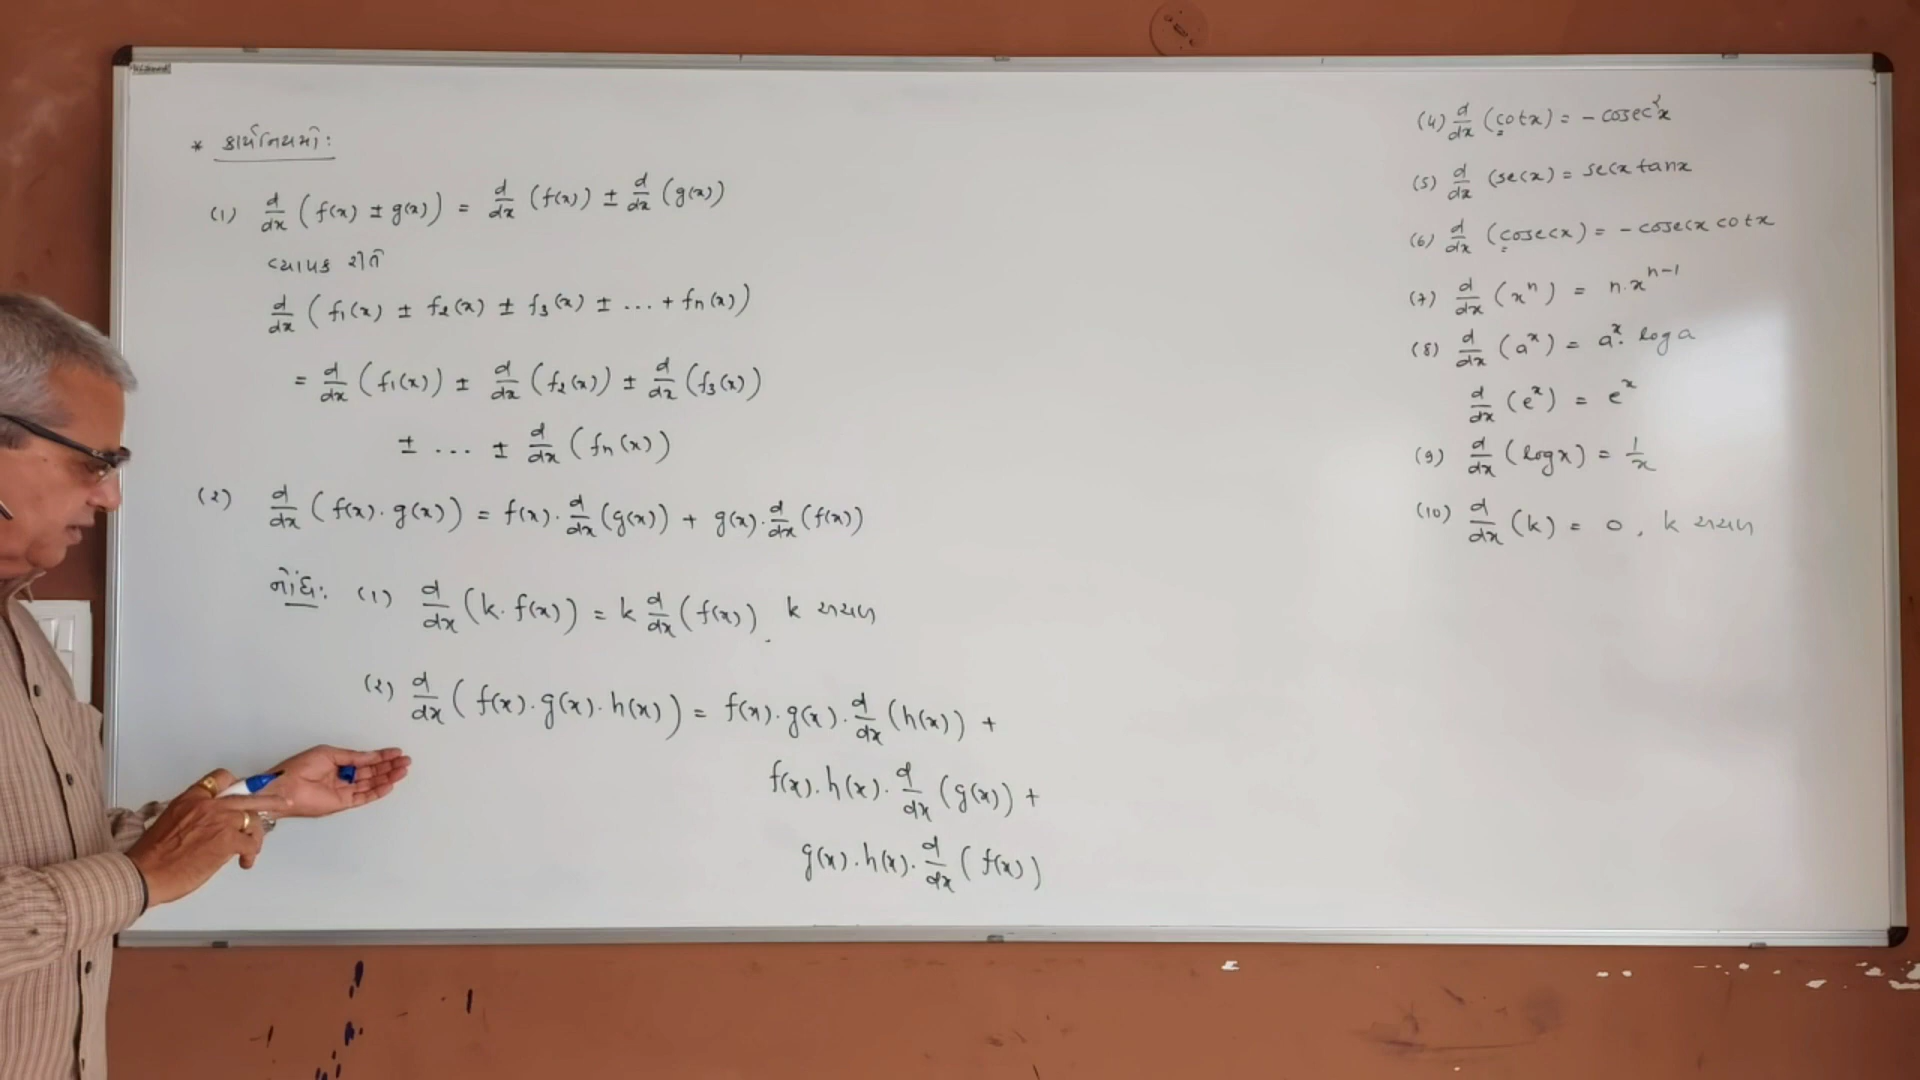 * કાર્યનિયમો :
(1) d/dx (f(x) ± g(x)) = d/dx (f(x)) ± d/dx (g(x))
વ્યાપક રીતે
d/dx (f₁(x) ± f₂(x) ± f₃(x) ± ... + fn(x))
= d/dx (f₁(x)) ± d/dx (f₂(x)) ± d/dx (f₃(x))
± ... ± d/dx (fn(x))
(2) d/dx (f(x) · g(x)) = f(x) · d/dx (g(x)) + g(x) · d/dx (f(x))
નોંધ : (1) d/dx (k · f(x)) = k d/dx (f(x)), k અચળ
(2) d/dx (f(x) · g(x) · h(x)) = f(x) · g(x) · d/dx (h(x)) +
f(x) · h(x) · d/dx (g(x)) +
g(x) · h(x) · d/dx (f(x))
(4) d/dx (cotx) = - cosec²x
(5) d/dx (secx) = secx tanx
(6) d/dx (cosecx) = - cosecx cotx
(7) d/dx (xⁿ) = n·xⁿ⁻¹
(8) d/dx (aˣ) = aˣ · log a
d/dx (eˣ) = eˣ
(9) d/dx (logx) = 1/x
(10) d/dx (k) = 0, k અચળ